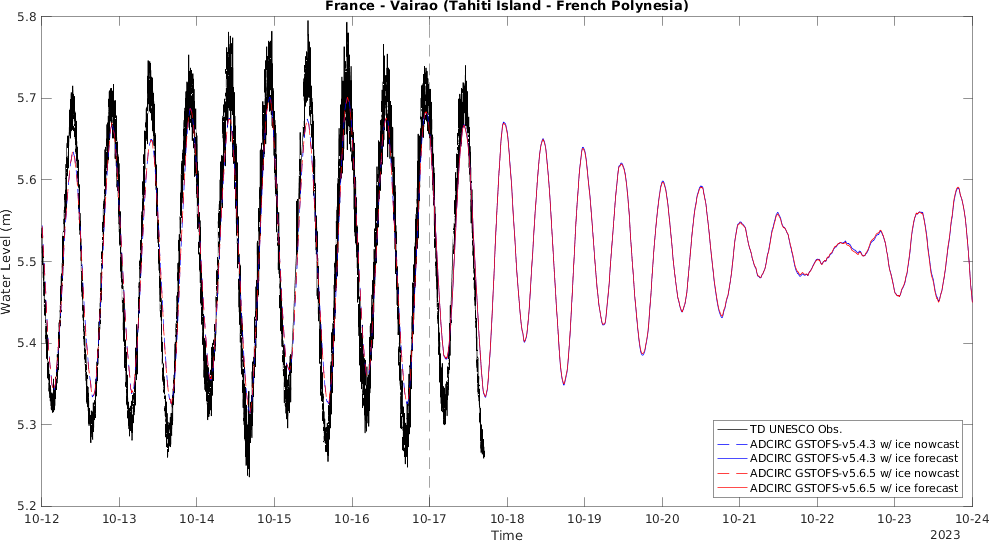 France - Vairao (Tahiti Island - French Polynesia)
5.8
5.7
5.6
5.5
5.4
5.3
5.2
Water Level (m)
TD UNESCO Obs.
ADCIRC GSTOFS-v5.4.3 w/ ice nowcast
ADCIRC GSTOFS-v5.4.3 w/ ice forecast
ADCIRC GSTOFS-v5.6.5 w/ ice nowcast
ADCIRC GSTOFS-v5.6.5 w/ ice forecast
10-12 10-13 10-14 10-15 10-16 10-17 10-18 10-19 10-20 10-21 10-22 10-23 10-24
Time
2023